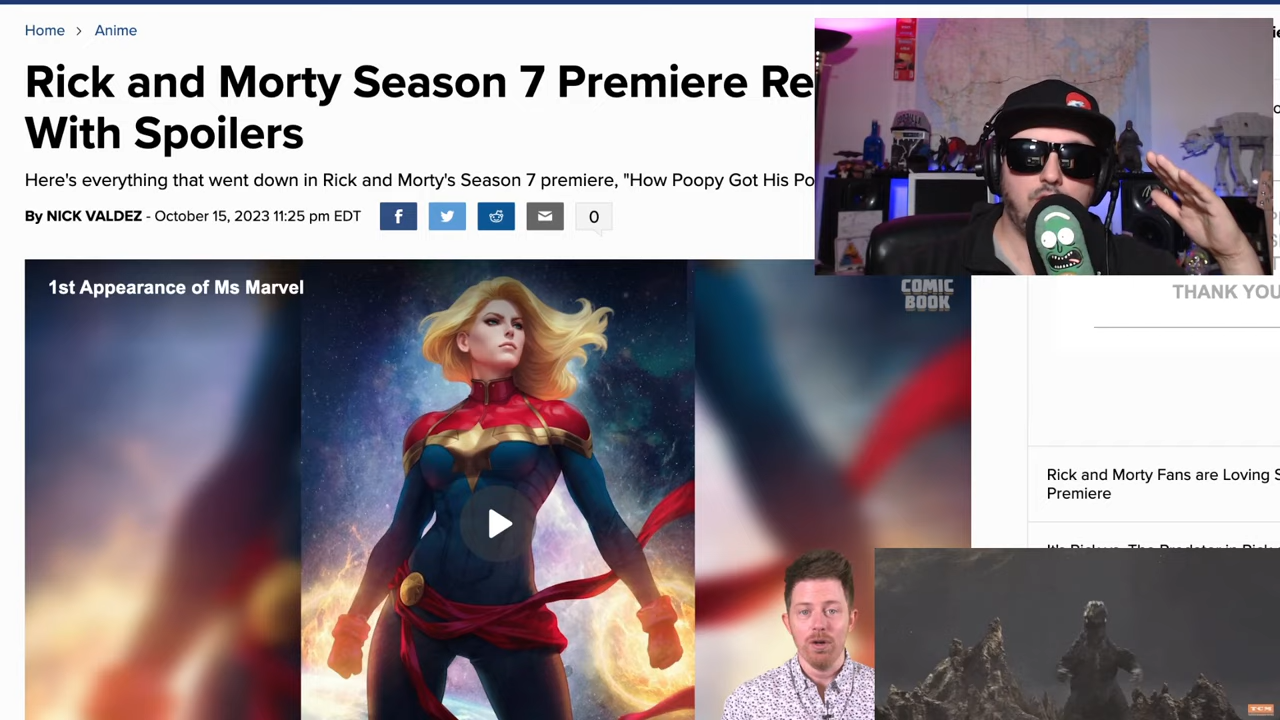 Home > Anime
Rick and Morty Season 7 Premiere Re
With Spoilers
Here's everything that went down in Rick and Morty's Season 7 premiere, "How Poopy Got His Po
By NICK VALDEZ - October 15, 2023 11:25 pm EDT
0
1st Appearance of Ms Marvel
COMIC
BOOK
THANK YOU
Rick and Morty Fans are Loving S
Premiere
TCM